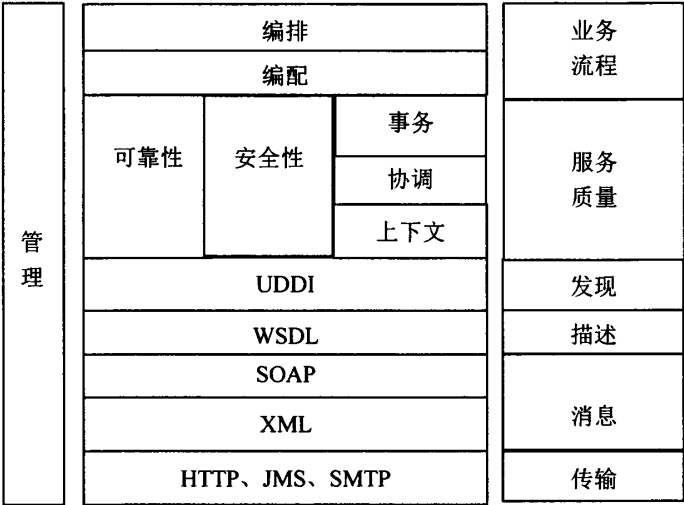 管
理
编排
编配
可靠性
安全性
事务
协调
上下文
UDDI
WSDL
SOAP
XML
HTTP、JMS、SMTP
业务
流程
服务
质量
发现
描述
消息
传输